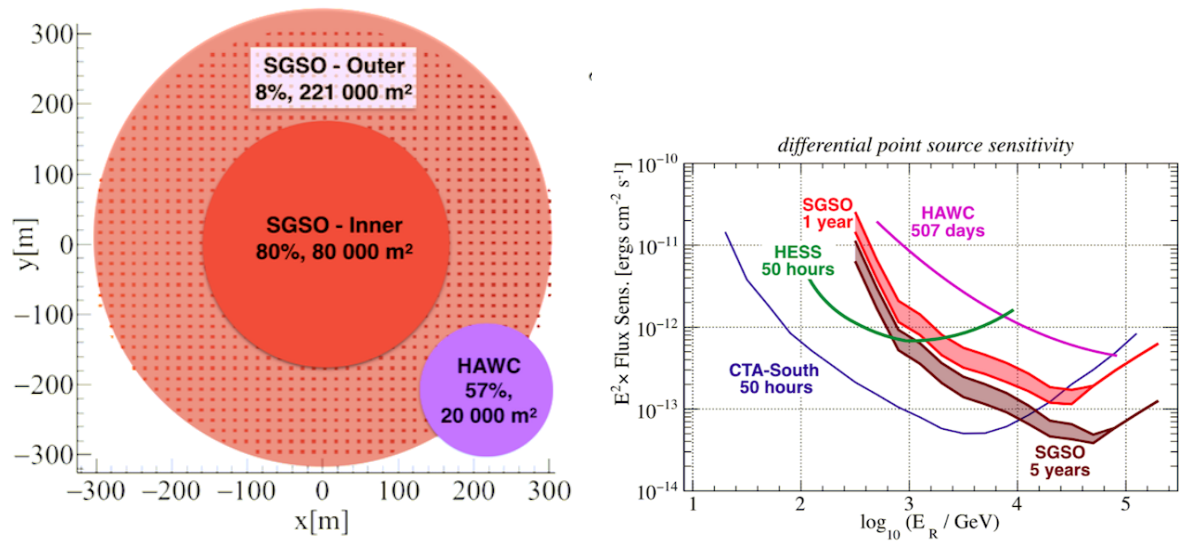 SGSO - Outer
8%, 221 000 m²
SGSO - Inner
80%, 80 000 m²
HAWC
57%,
20 000 m²
300
200
100
0
−100
−200
−300
y[m]
−300 −200 −100 0 100 200 300
x[m]
differential point source sensitivity
10⁻¹⁰
10⁻¹¹
10⁻¹²
10⁻¹³
10⁻¹⁴
E²× Flux Sens. [ergs cm⁻² s⁻¹]
SGSO
1 year
HAWC
507 days
HESS
50 hours
CTA-South
50 hours
SGSO
5 years
1 2 3 4 5
log₁₀ (E_R / GeV)